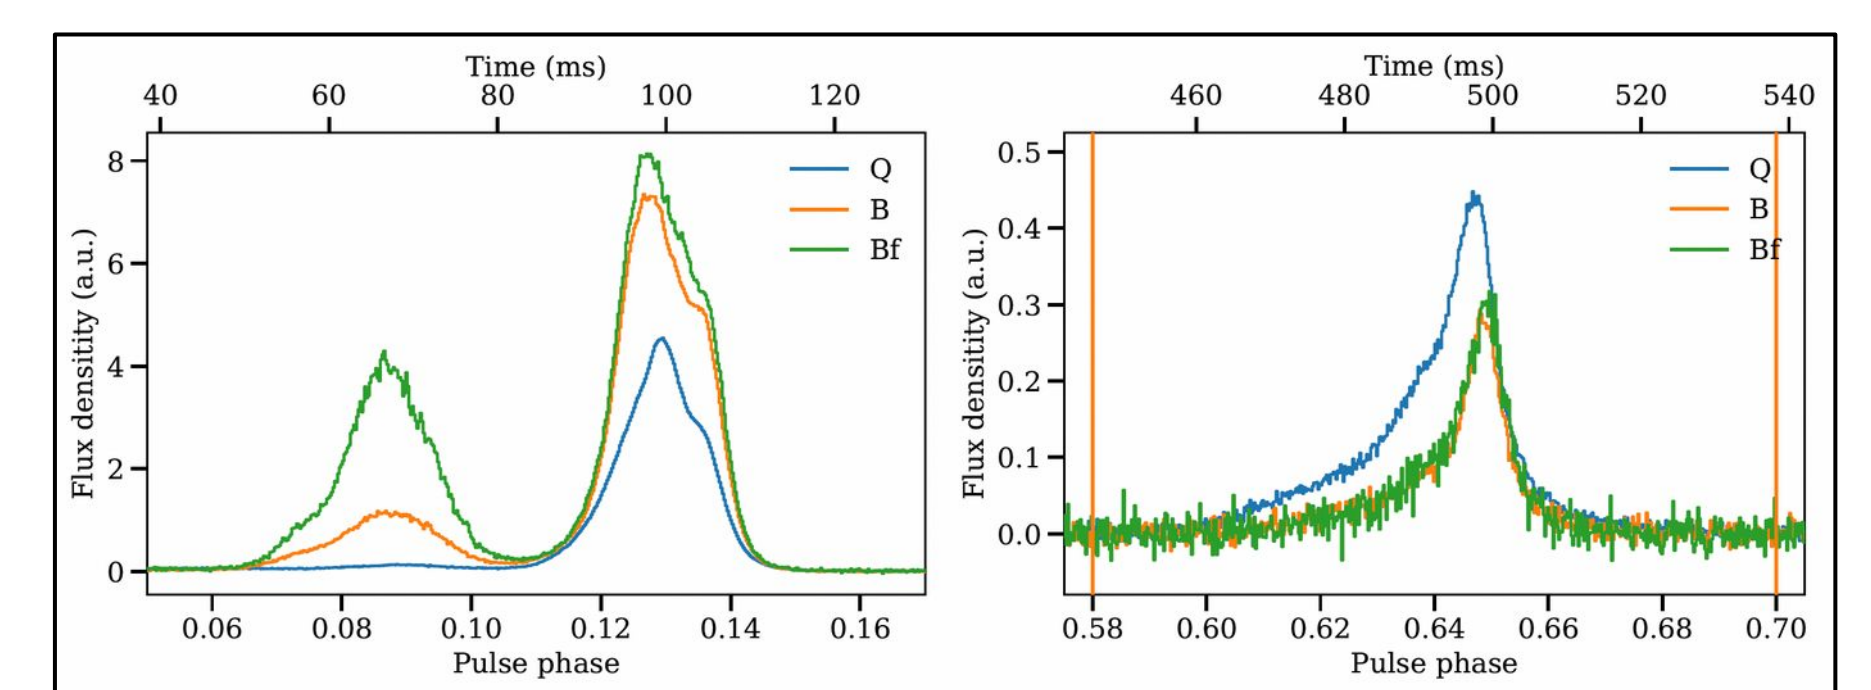 Time (ms)
40 60 80 100 120
Flux densitity (a.u.)
8
6
4
2
0
Q
B
Bf
0.06 0.08 0.10 0.12 0.14 0.16
Pulse phase
Time (ms)
460 480 500 520 540
Flux densitity (a.u.)
0.5
0.4
0.3
0.2
0.1
0.0
Q
B
Bf
0.58 0.60 0.62 0.64 0.66 0.68 0.70
Pulse phase